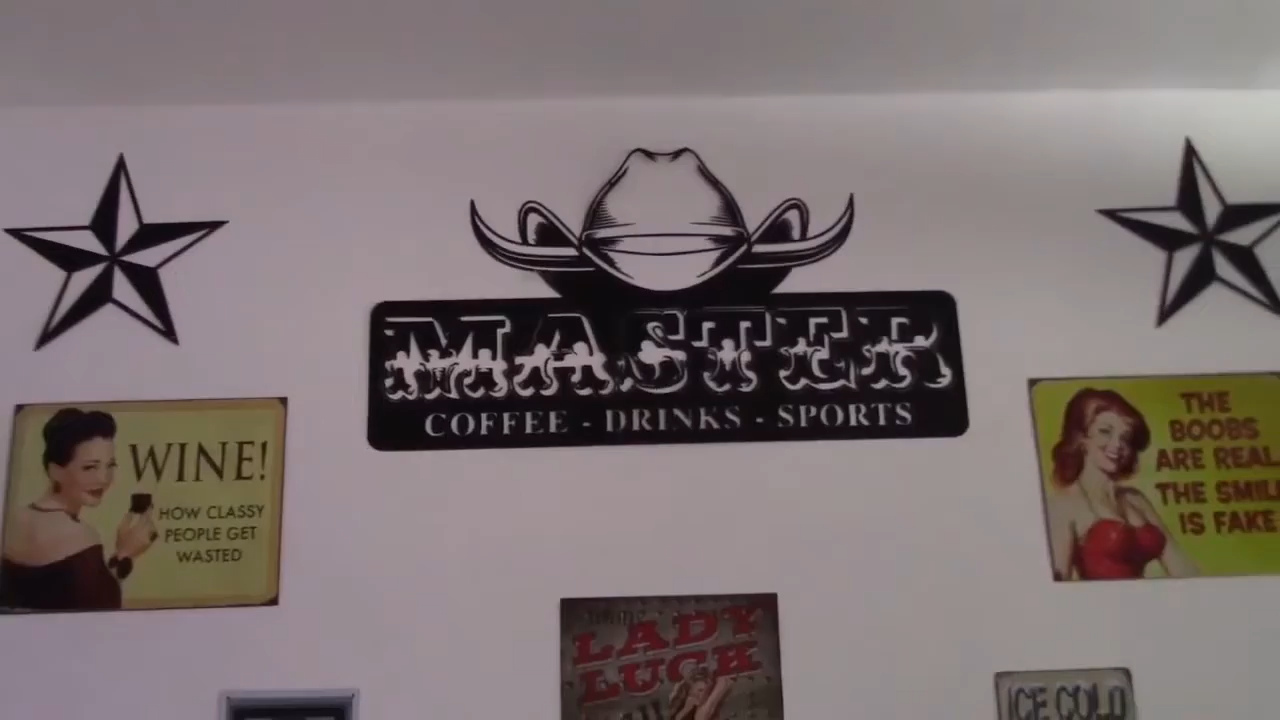 MASTER
COFFEE - DRINKS - SPORTS
WINE!
HOW CLASSY
PEOPLE GET
WASTED
THE
BOOBS
ARE REAL
THE SMILE
IS FAKE
LADY
LUCK
ICE COLD